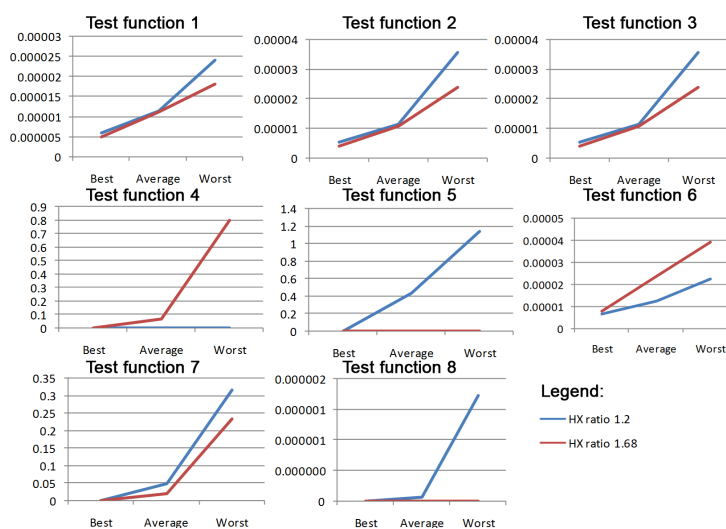 Test function 1
0.00003
0.000025
0.00002
0.000015
0.00001
0.000005
0
Best Average Worst
Test function 2
0.00004
0.00003
0.00002
0.00001
0
Best Average Worst
Test function 3
0.00004
0.00003
0.00002
0.00001
0
Best Average Worst
Test function 4
0.9
0.8
0.7
0.6
0.5
0.4
0.3
0.2
0.1
0
Best Average Worst
Test function 5
1.4
1.2
1
0.8
0.6
0.4
0.2
0
Best Average Worst
Test function 6
0.00005
0.00004
0.00003
0.00002
0.00001
0
Best Average Worst
Test function 7
0.35
0.3
0.25
0.2
0.15
0.1
0.05
0
Best Average Worst
Test function 8
0.000002
0.000001
0.000001
0.000000
0
Best Average Worst
Legend:
HX ratio 1.2
HX ratio 1.68